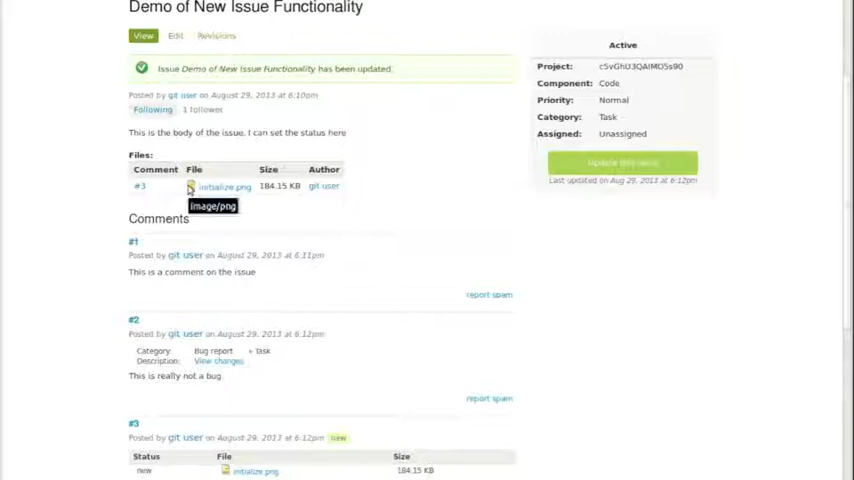 Demo of New Issue Functionality
View Edit Revisions
Issue Demo of New Issue Functionality has been updated.
Posted by git user on August 29, 2013 at 6:10pm
Following 1 follower
This is the body of the issue. I can set the status here
Files:
Comment File Size Author
#3 initialize.png 184.15 KB git user
image/png
Comments
#1
Posted by git user on August 29, 2013 at 6:11pm
This is a comment on the issue
report spam
#2
Posted by git user on August 29, 2013 at 6:12pm
Category: Bug report » Task
Description: View changes
This is really not a bug
report spam
#3
Posted by git user on August 29, 2013 at 6:12pm new
Status File Size
new initialize.png 184.15 KB
Active
Project:
Component: Code
Priority: Normal
Category: Task
Assigned: Unassigned
Update this issue
Last updated on Aug 29, 2013 at 6:12pm